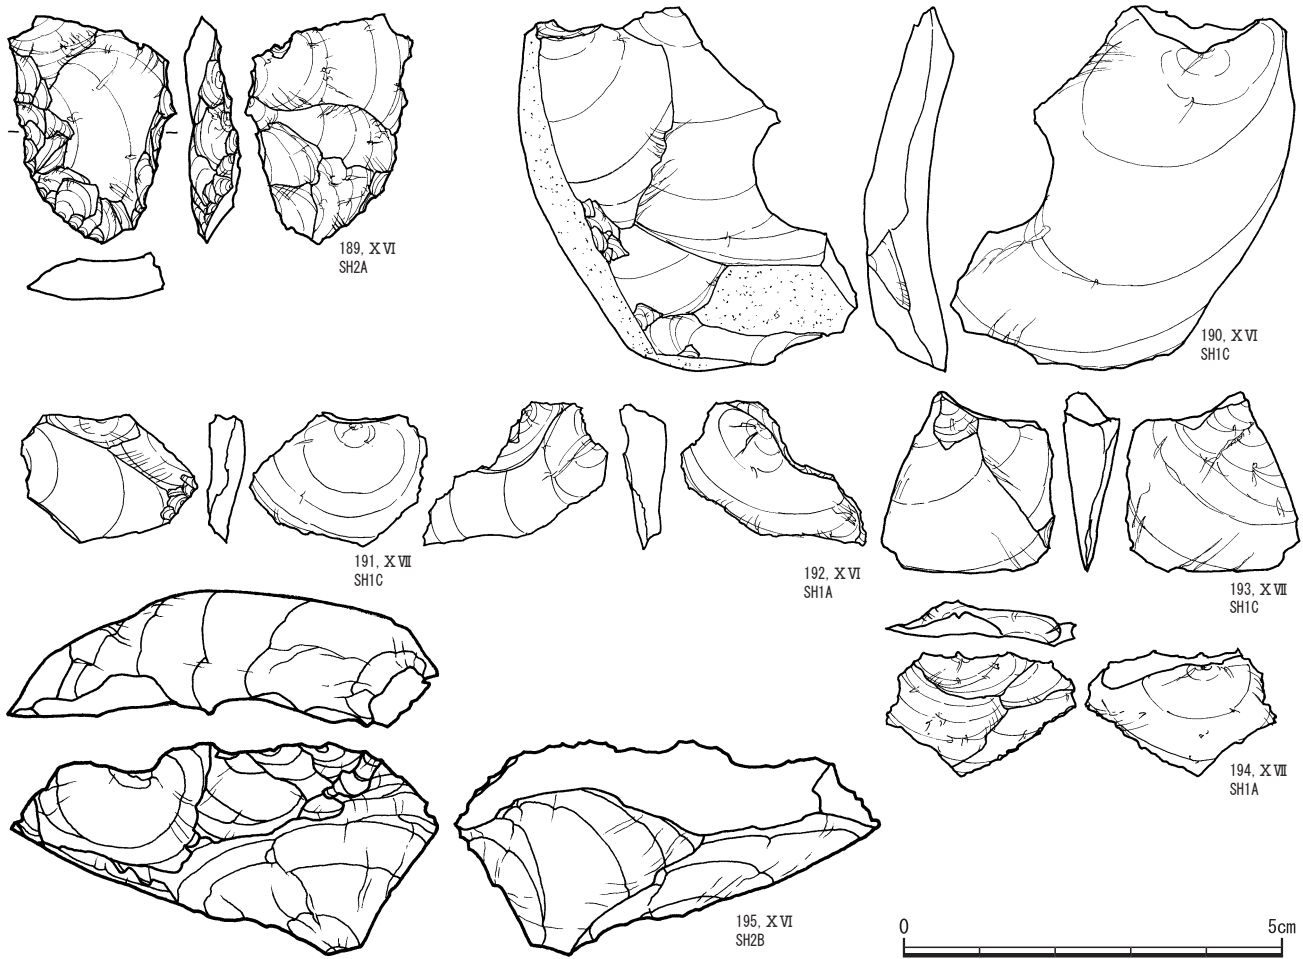 189, ⅩⅥ
SH2A
190, ⅩⅥ
SH1C
191, ⅩⅦ
SH1C
192, ⅩⅥ
SH1A
193, ⅩⅦ
SH1C
194, ⅩⅦ
SH1A
195, ⅩⅥ
SH2B
0 5cm